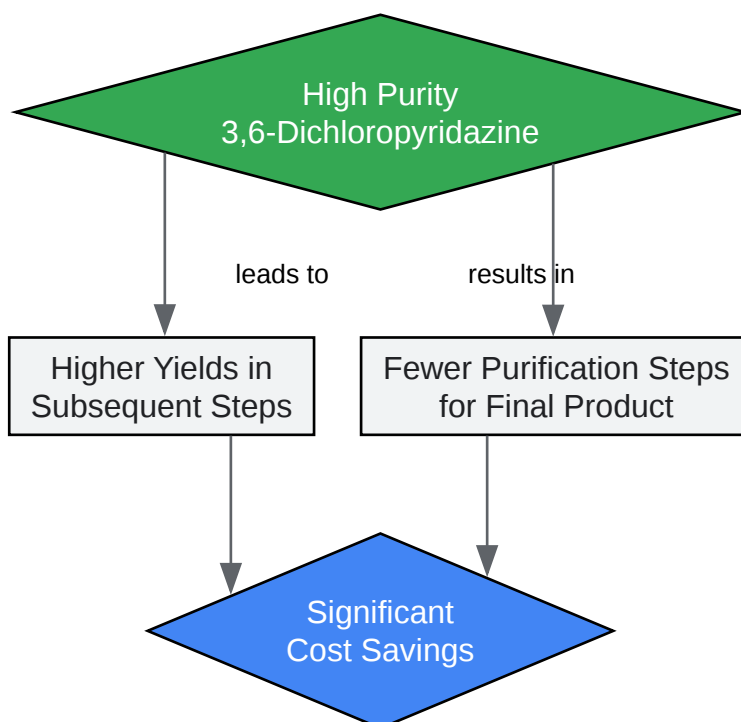 High Purity
3,6-Dichloropyridazine
leads to
results in
Higher Yields in
Subsequent Steps
Fewer Purification Steps
for Final Product
Significant
Cost Savings